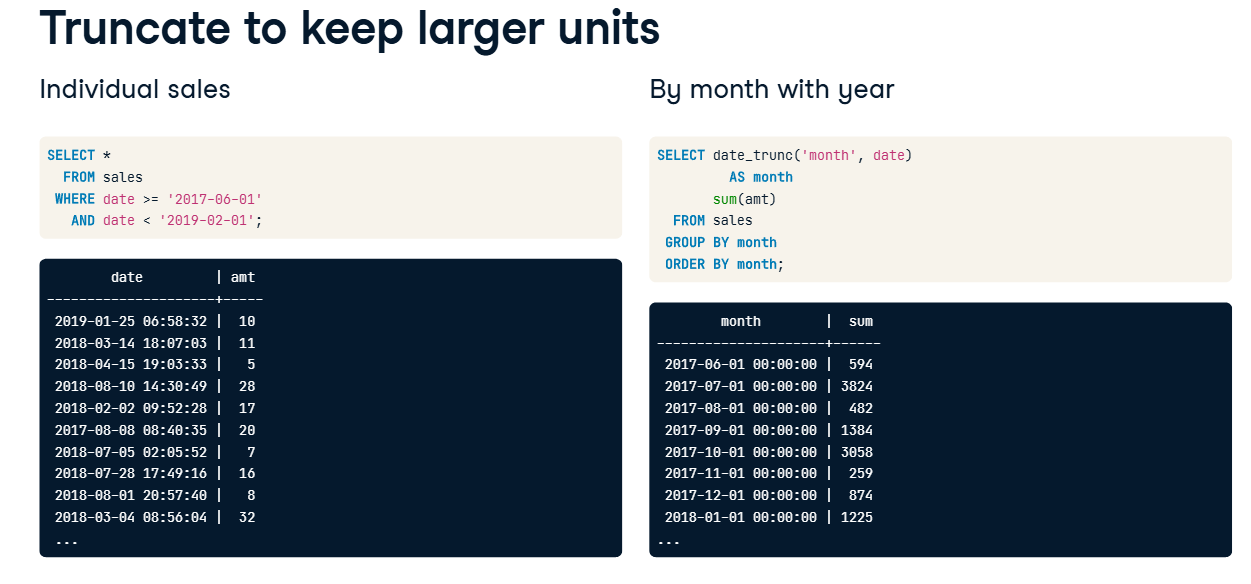 Truncate to keep larger units
Individual sales
SELECT *
FROM sales
WHERE date >= '2017-06-01'
AND date < '2019-02-01';
date | amt
---------------------+-----
2019-01-25 06:58:32 | 10
2018-03-14 18:07:03 | 11
2018-04-15 19:03:33 | 5
2018-08-10 14:30:49 | 28
2018-02-02 09:52:28 | 17
2017-08-08 08:40:35 | 20
2018-07-05 02:05:52 | 7
2018-07-28 17:49:16 | 16
2018-08-01 20:57:40 | 8
2018-03-04 08:56:04 | 32
...
By month with year
SELECT date_trunc('month', date)
AS month
sum(amt)
FROM sales
GROUP BY month
ORDER BY month;
month | sum
---------------------+------
2017-06-01 00:00:00 | 594
2017-07-01 00:00:00 | 3824
2017-08-01 00:00:00 | 482
2017-09-01 00:00:00 | 1384
2017-10-01 00:00:00 | 3058
2017-11-01 00:00:00 | 259
2017-12-01 00:00:00 | 874
2018-01-01 00:00:00 | 1225
...